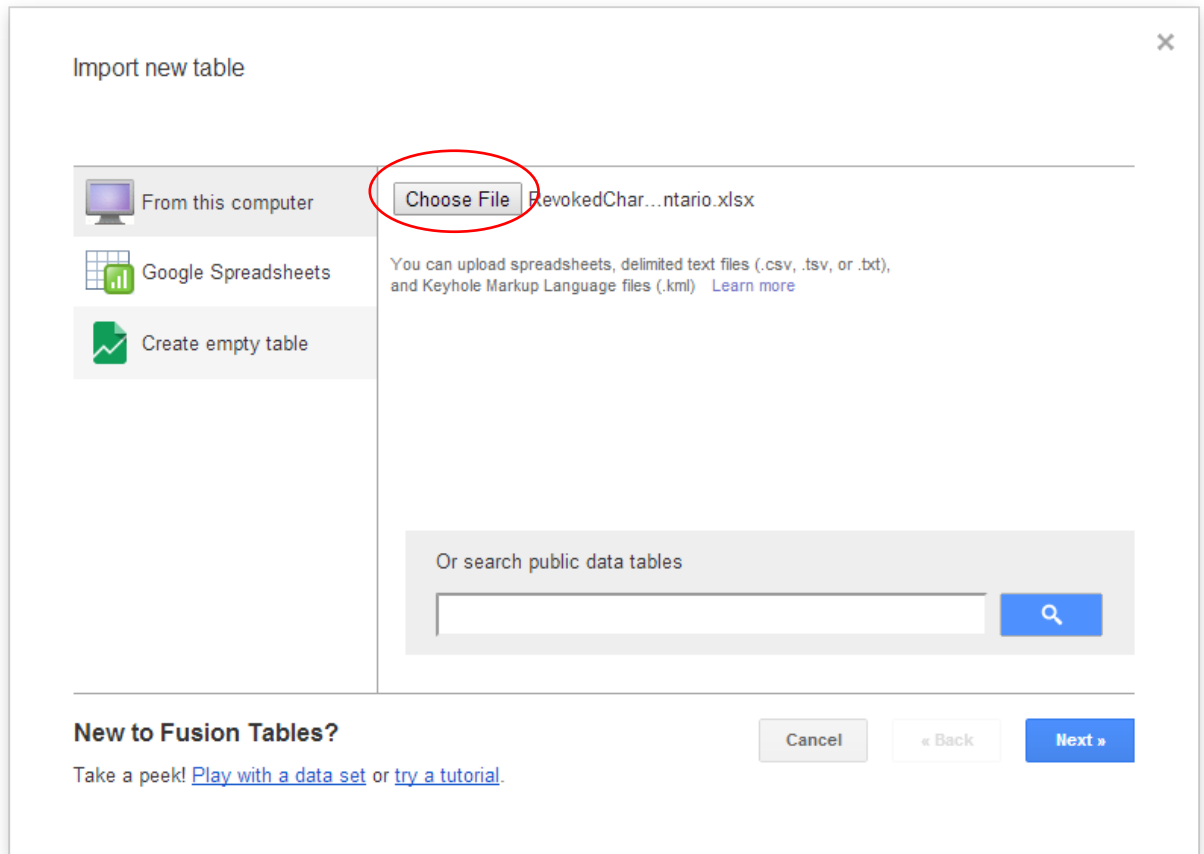 Import new table
From this computer
Google Spreadsheets
Create empty table
Choose File RevokedChar...ntario.xlsx
You can upload spreadsheets, delimited text files (.csv, .tsv, or .txt),
and Keyhole Markup Language files (.kml) Learn more
Or search public data tables
New to Fusion Tables?
Take a peek! Play with a data set or try a tutorial.
Cancel
« Back
Next »